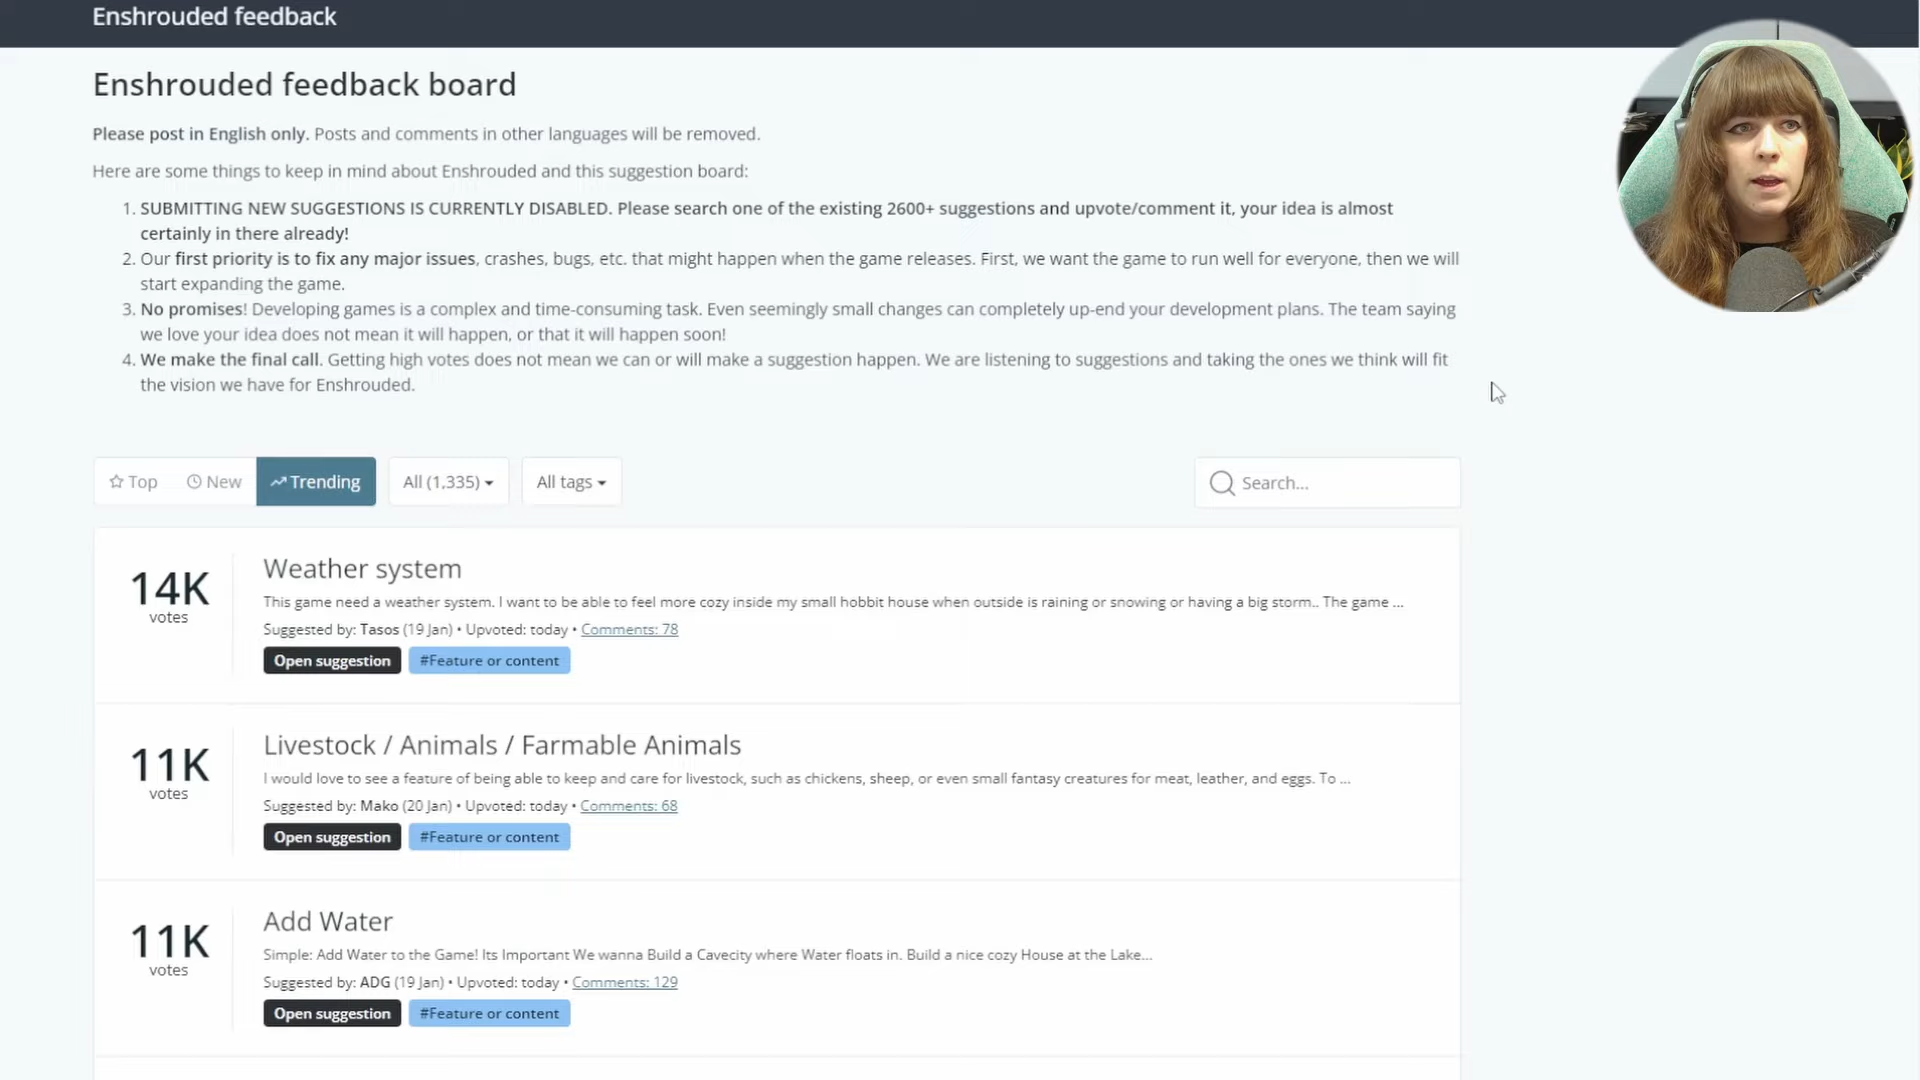 Enshrouded feedback
Enshrouded feedback board
Please post in English only. Posts and comments in other languages will be removed.
Here are some things to keep in mind about Enshrouded and this suggestion board:
1. SUBMITTING NEW SUGGESTIONS IS CURRENTLY DISABLED. Please search one of the existing 2600+ suggestions and upvote/comment it, your idea is almost
certainly in there already!
2. Our first priority is to fix any major issues, crashes, bugs, etc. that might happen when the game releases. First, we want the game to run well for everyone, then we will
start expanding the game.
3. No promises! Developing games is a complex and time-consuming task. Even seemingly small changes can completely up-end your development plans. The team saying
we love your idea does not mean it will happen, or that it will happen soon!
4. We make the final call. Getting high votes does not mean we can or will make a suggestion happen. We are listening to suggestions and taking the ones we think will fit
the vision we have for Enshrouded.
Top New Trending All (1,335) All tags Search...
14K
votes
Weather system
This game need a weather system. I want to be able to feel more cozy inside my small hobbit house when outside is raining or snowing or having a big storm.. The game ...
Suggested by: Tasos (19 Jan) • Upvoted: today • Comments: 78
Open suggestion #Feature or content
11K
votes
Livestock / Animals / Farmable Animals
I would love to see a feature of being able to keep and care for livestock, such as chickens, sheep, or even small fantasy creatures for meat, leather, and eggs. To ...
Suggested by: Mako (20 Jan) • Upvoted: today • Comments: 68
Open suggestion #Feature or content
11K
votes
Add Water
Simple: Add Water to the Game! Its Important We wanna Build a Cavecity where Water floats in. Build a nice cozy House at the Lake...
Suggested by: ADG (19 Jan) • Upvoted: today • Comments: 129
Open suggestion #Feature or content